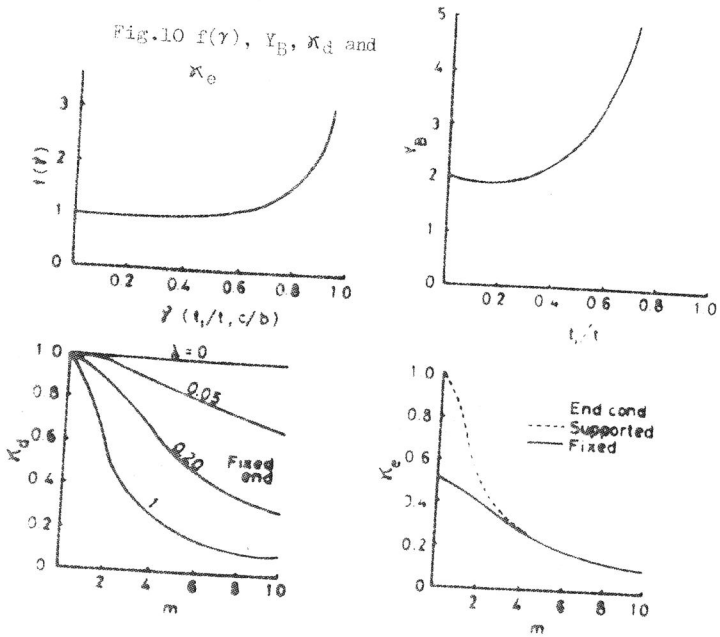 Fig.10 f(γ), Y_B, ϰ_d and
ϰ_e
3
2
1
0
f(γ)
0.2 0.4 0.6 0.8 1.0
γ (t₁/t, c/b)
5
4
3
2
1
0
Y_B
0.2 0.4 0.6 0.8 1.0
t₁/t
1.0
0.8
0.6
0.4
0.2
0
ϰ_d
λ=0
0.05
0.20
1
Fixed
end
2 4 6 8 10
m
1.0
0.8
0.6
0.4
0.2
0
ϰ_e
End cond
Supported
Fixed
2 4 6 8 10
m